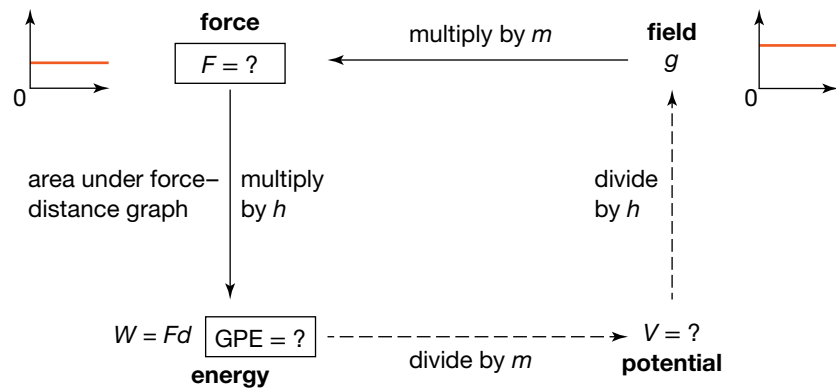 force
multiply by m
field
F = ?
g
0
0
area under force–
distance graph
multiply
by h
divide
by h
W = Fd
GPE = ?
energy
divide by m
V = ?
potential